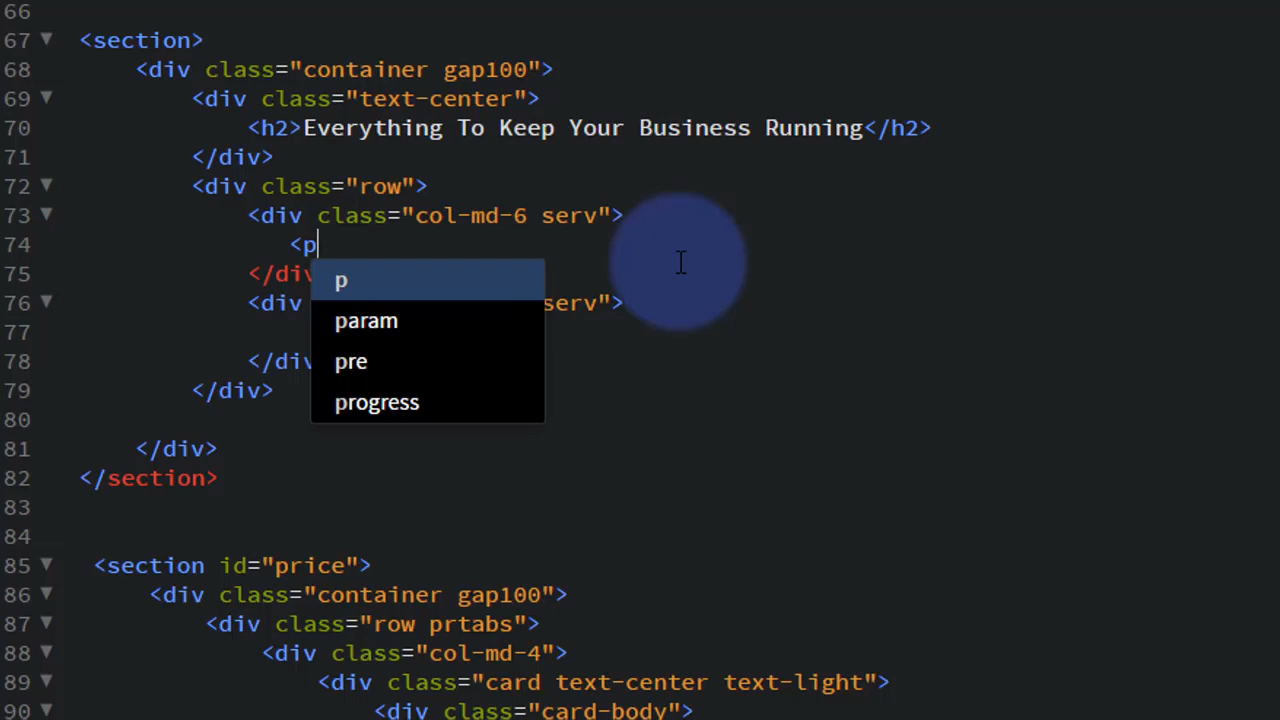 66
67 <section>
68 <div class="container gap100">
69 <div class="text-center">
70 <h2>Everything To Keep Your Business Running</h2>
71 </div>
72 <div class="row">
73 <div class="col-md-6 serv">
74 <p
75 </div
p
76 <div serv">
param
77
78 </div
pre
79 </div>
progress
80
81 </div>
82 </section>
83
84
85 <section id="price">
86 <div class="container gap100">
87 <div class="row prtabs">
88 <div class="col-md-4">
89 <div class="card text-center text-light">
90 <div class="card-body">